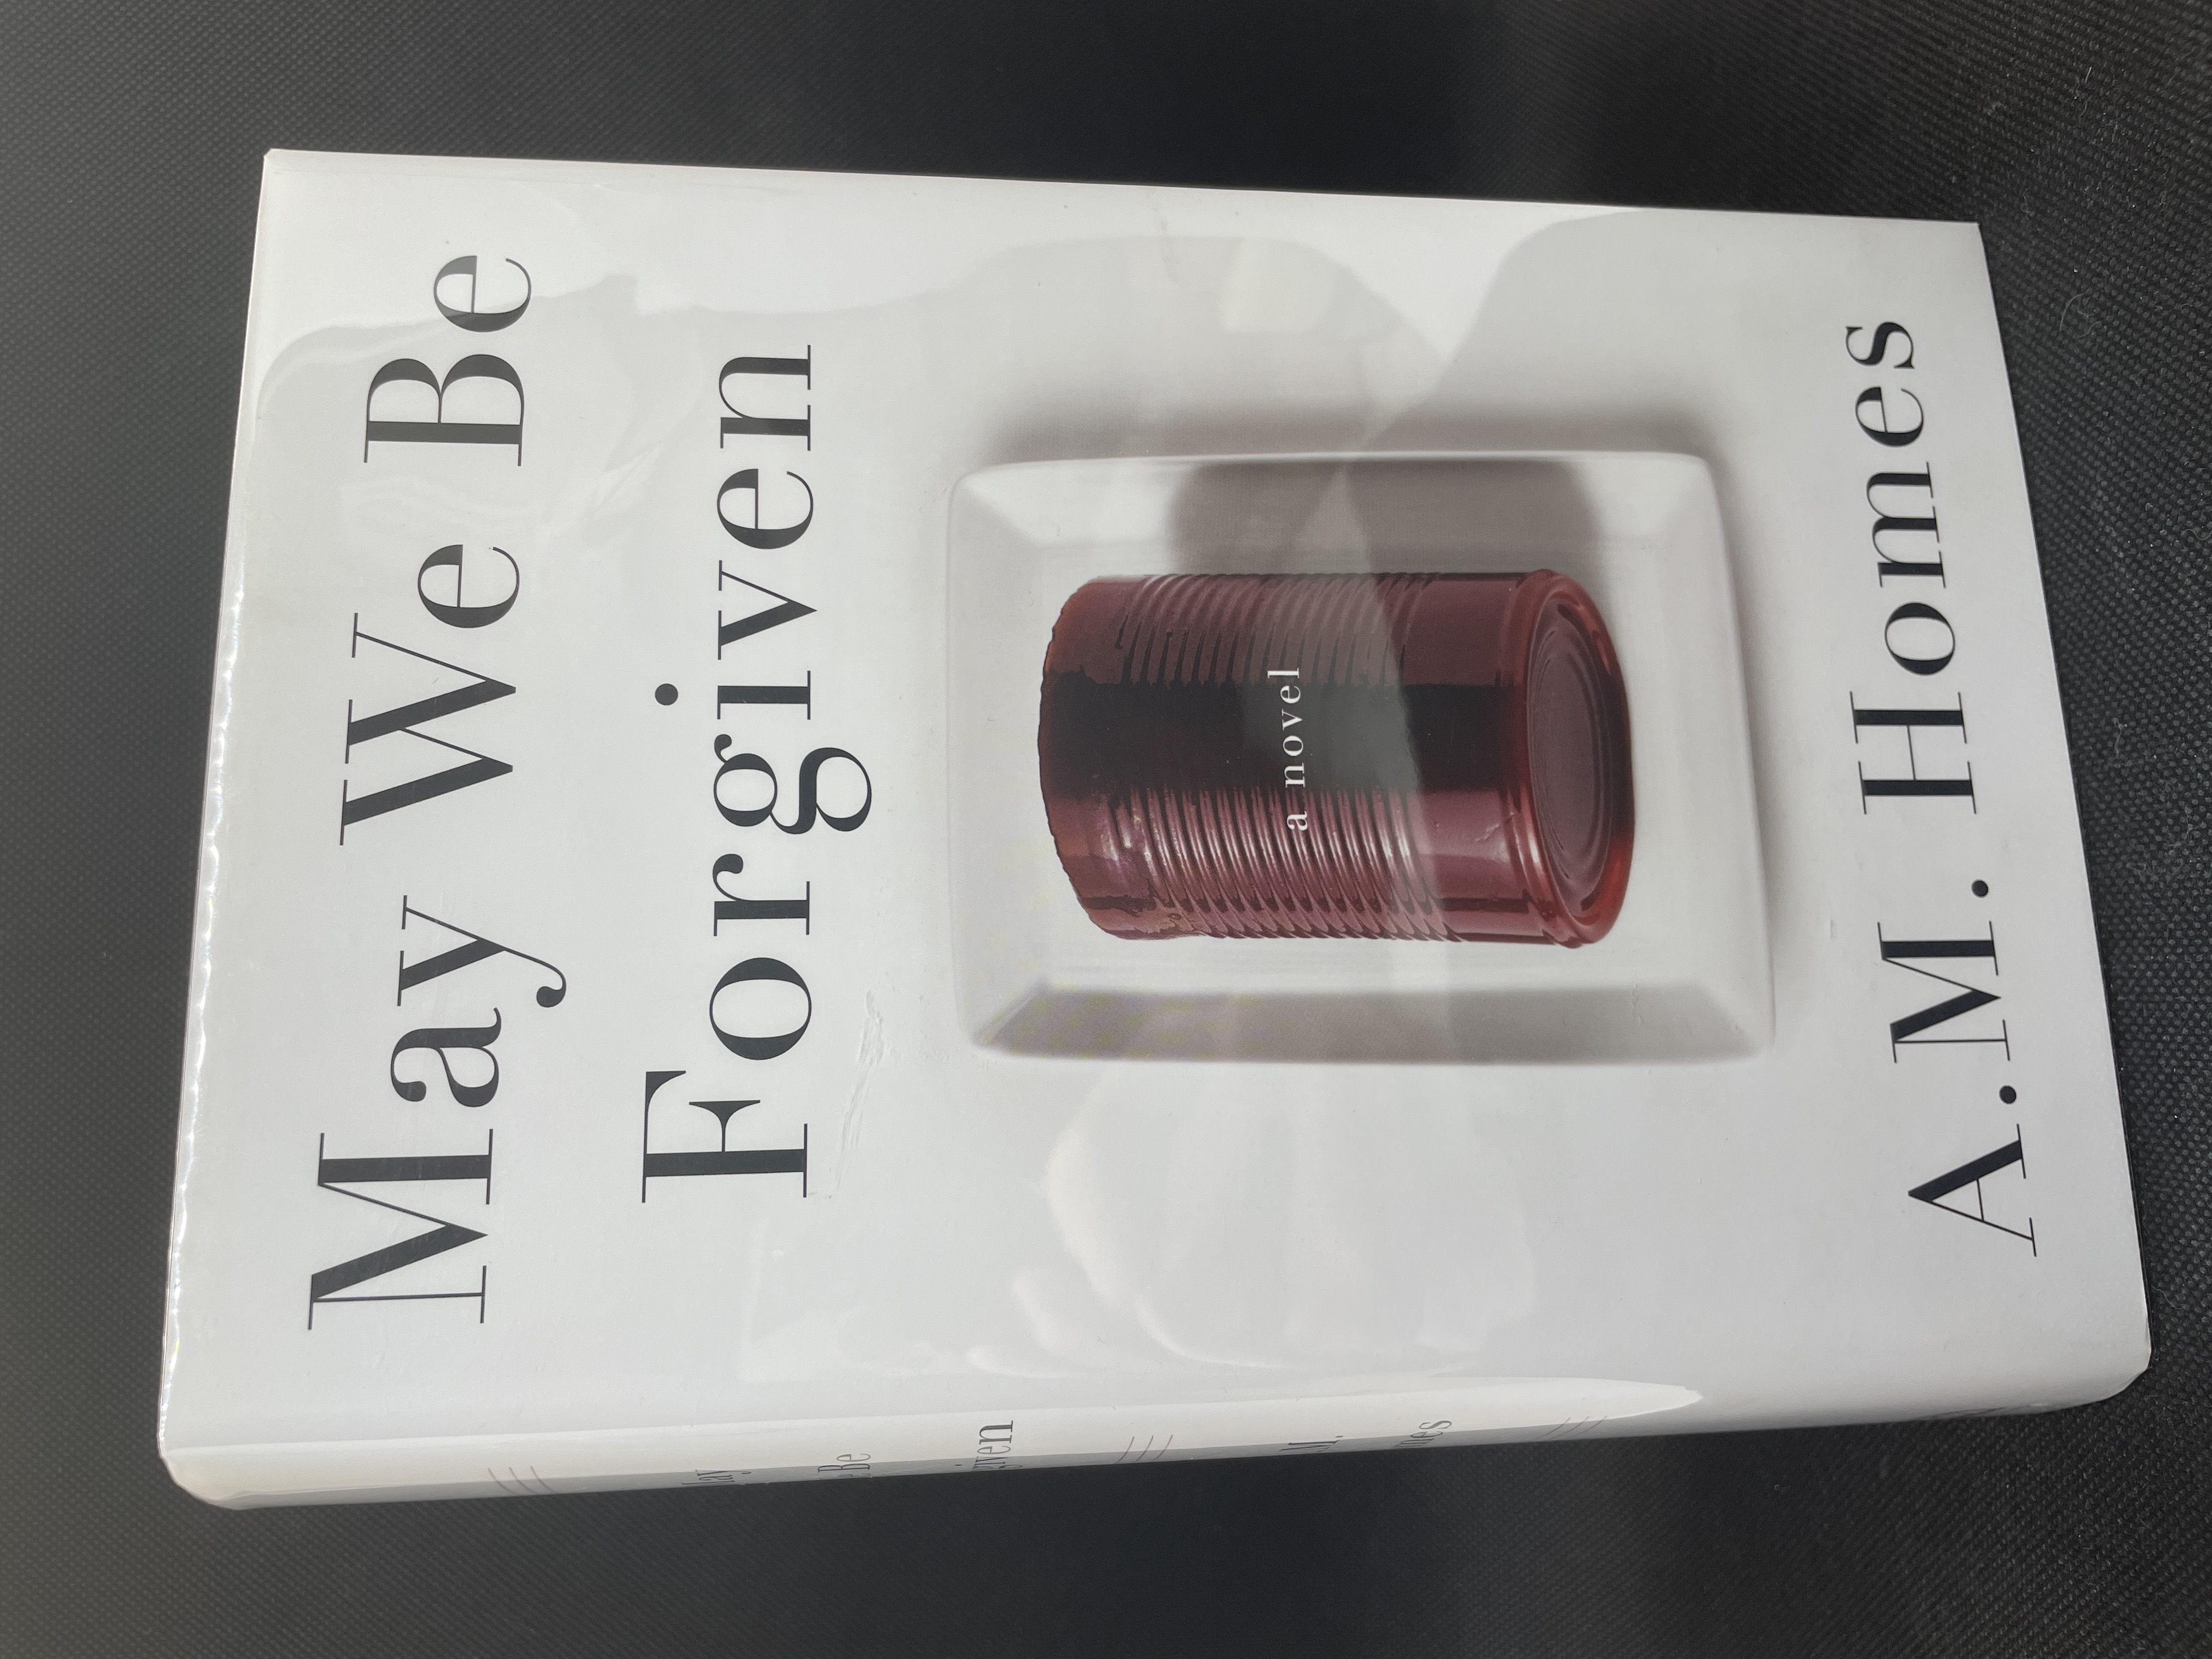 May We Be
Forgiven
a novel
A.M. Homes